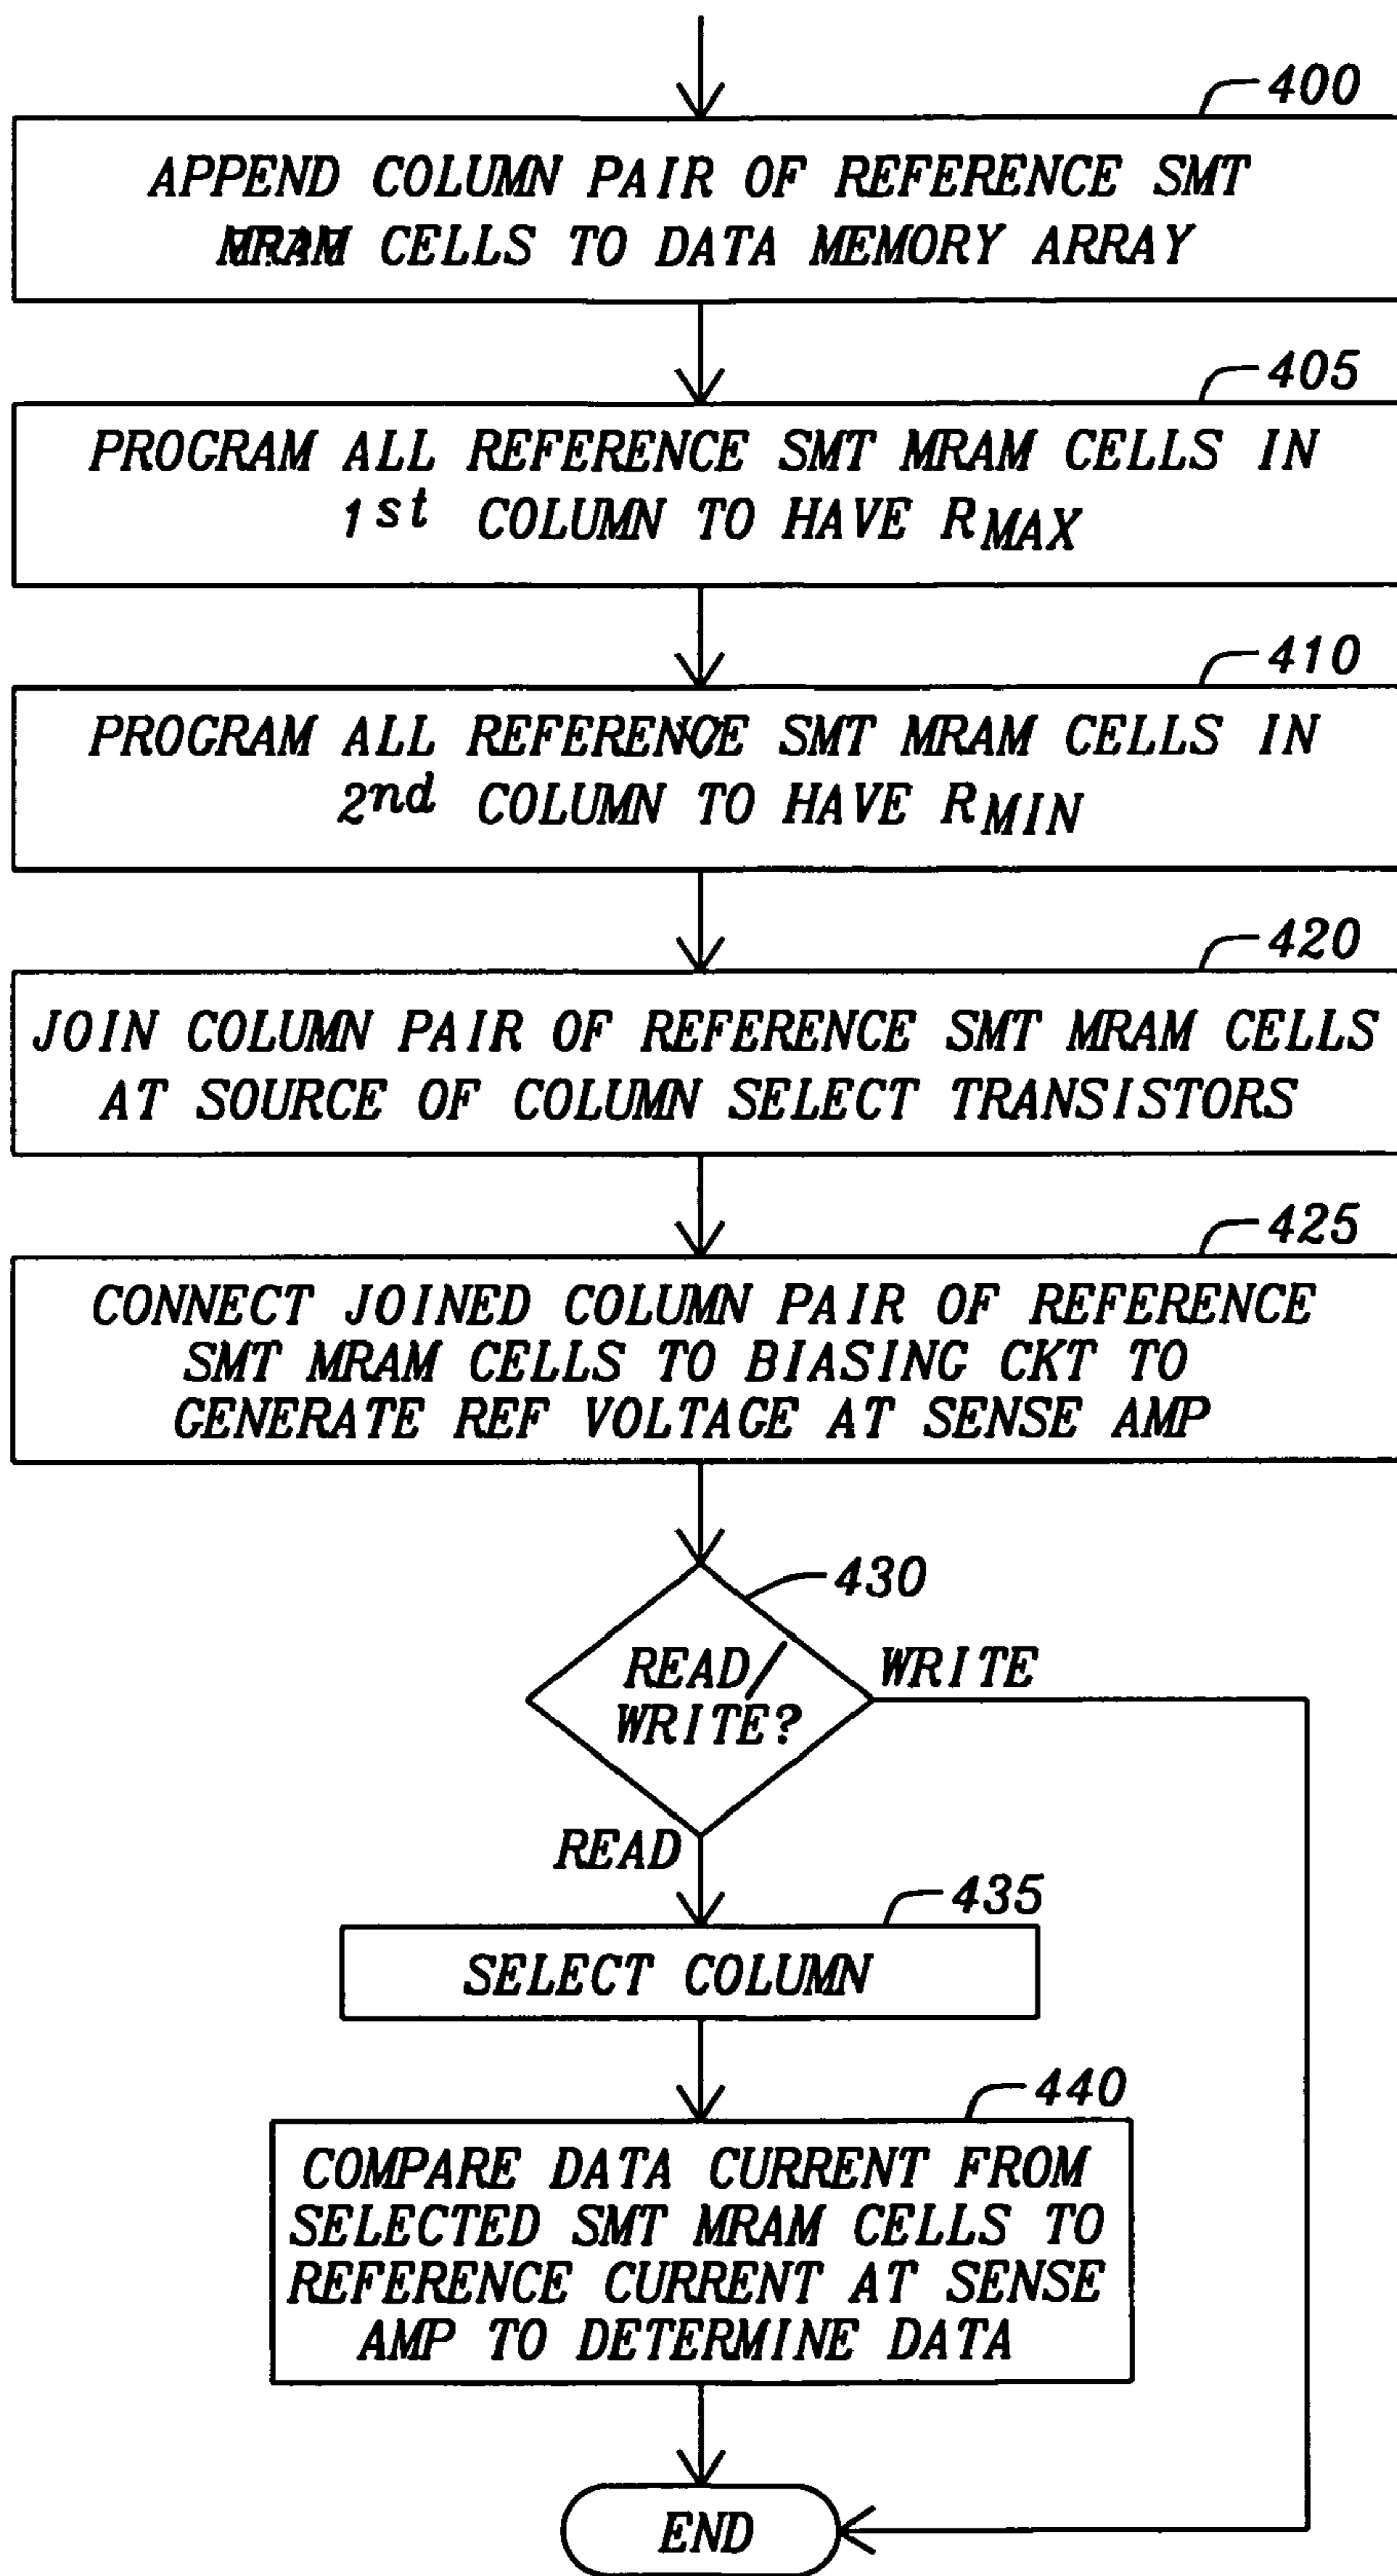 400
APPEND COLUMN PAIR OF REFERENCE SMT
MRAM CELLS TO DATA MEMORY ARRAY
405
PROGRAM ALL REFERENCE SMT MRAM CELLS IN
1st COLUMN TO HAVE RMAX
410
PROGRAM ALL REFERENCE SMT MRAM CELLS IN
2nd COLUMN TO HAVE RMIN
420
JOIN COLUMN PAIR OF REFERENCE SMT MRAM CELLS
AT SOURCE OF COLUMN SELECT TRANSISTORS
425
CONNECT JOINED COLUMN PAIR OF REFERENCE
SMT MRAM CELLS TO BIASING CKT TO
GENERATE REF VOLTAGE AT SENSE AMP
430
READ/
WRITE?
WRITE
READ
435
SELECT COLUMN
440
COMPARE DATA CURRENT FROM
SELECTED SMT MRAM CELLS TO
REFERENCE CURRENT AT SENSE
AMP TO DETERMINE DATA
END